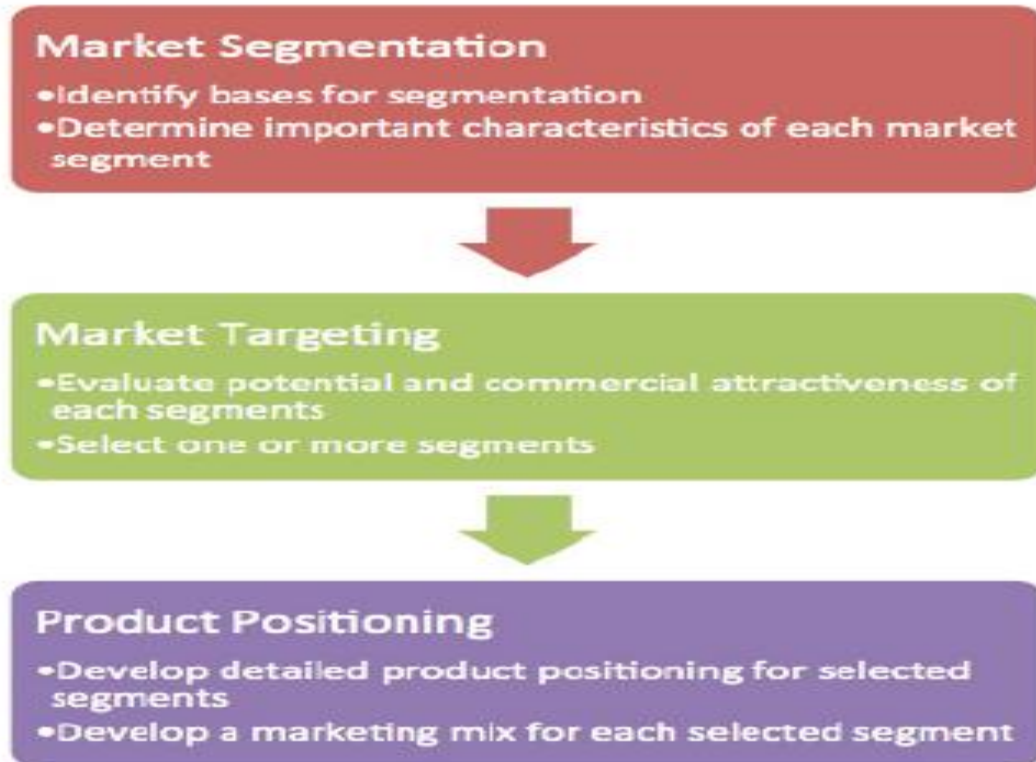 Market Segmentation
•Identify bases for segmentation
•Determine important characteristics of each market
segment
Market Targeting
•Evaluate potential and commercial attractiveness of
each segments
•Select one or more segments
Product Positioning
•Develop detailed product positioning for selected
segments
•Develop a marketing mix for each selected segment